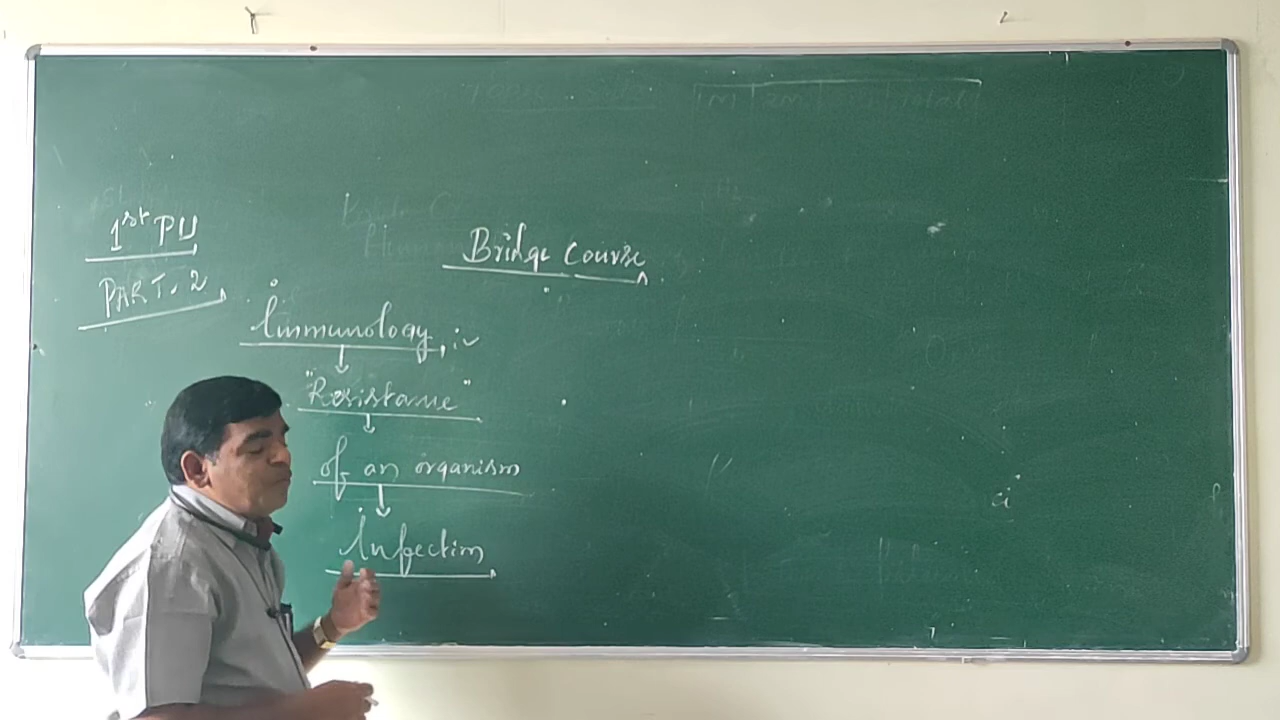 1st PU
PART. 2
Bridge Course
Immunology,
"Resistance"
of an organism
Infection